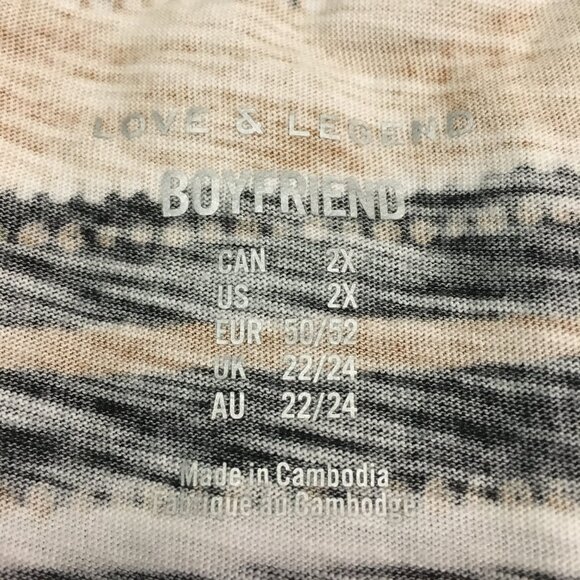 LOVE & LEGEND
BOYFRIEND
CAN 2X
US 2X
EUR 50/52
UK 22/24
AU 22/24
Made in Cambodia
Fabriqué au Cambodge